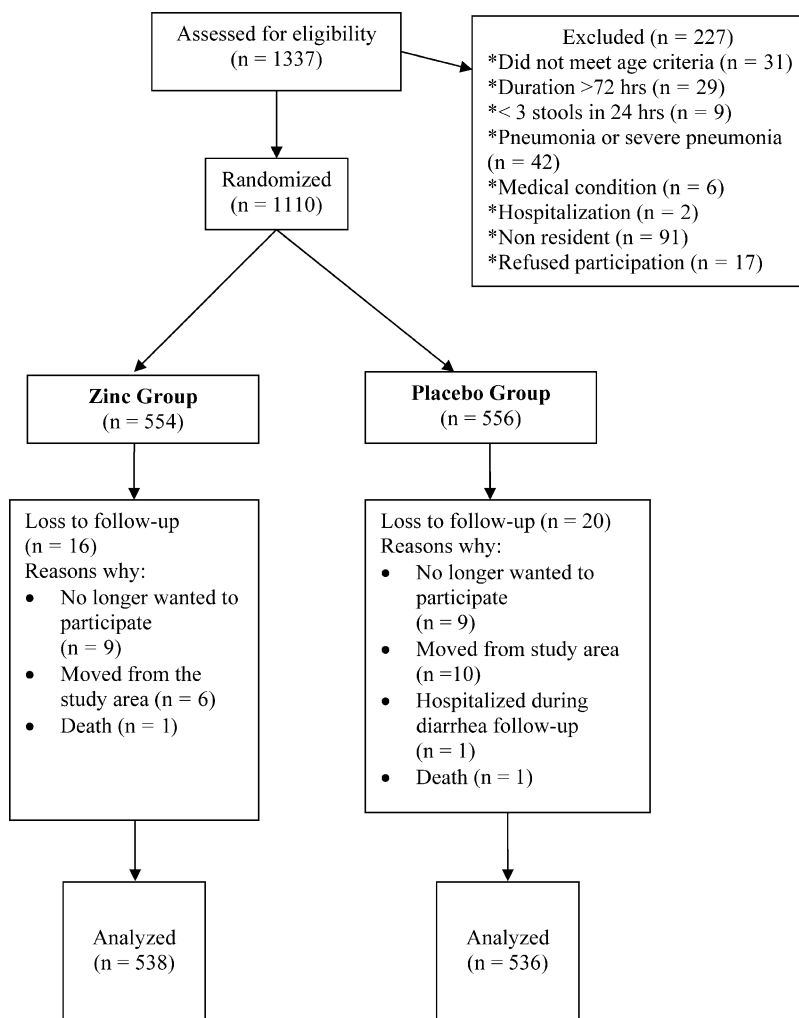 Assessed for eligibility
(n = 1337)
Excluded (n = 227)
*Did not meet age criteria (n = 31)
*Duration >72 hrs (n = 29)
*< 3 stools in 24 hrs (n = 9)
*Pneumonia or severe pneumonia
(n = 42)
*Medical condition (n = 6)
*Hospitalization (n = 2)
*Non resident (n = 91)
*Refused participation (n = 17)
Randomized
(n = 1110)
Zinc Group
(n = 554)
Placebo Group
(n = 556)
Loss to follow-up
(n = 16)
Reasons why:
• No longer wanted to
participate
(n = 9)
• Moved from the
study area (n = 6)
• Death (n = 1)
Loss to follow-up (n = 20)
Reasons why:
• No longer wanted to
participate
(n = 9)
• Moved from study area
(n =10)
• Hospitalized during
diarrhea follow-up
(n = 1)
• Death (n = 1)
Analyzed
(n = 538)
Analyzed
(n = 536)